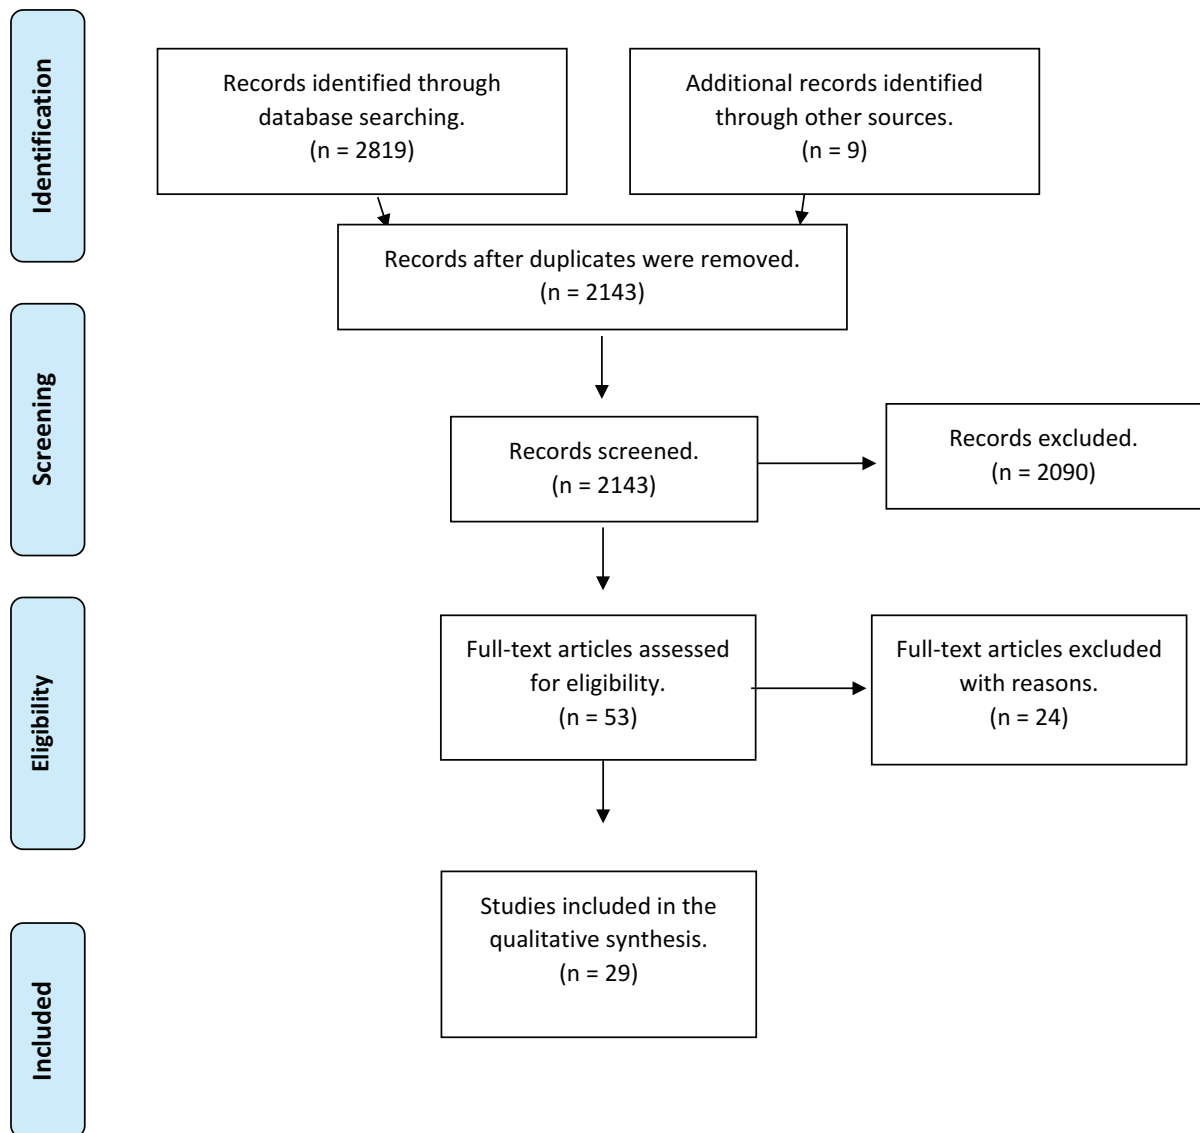 Identification
Records identified through
database searching.
(n = 2819)
Additional records identified
through other sources.
(n = 9)
Records after duplicates were removed.
(n = 2143)
Screening
Records screened.
(n = 2143)
Records excluded.
(n = 2090)
Eligibility
Full-text articles assessed
for eligibility.
(n = 53)
Full-text articles excluded
with reasons.
(n = 24)
Included
Studies included in the
qualitative synthesis.
(n = 29)